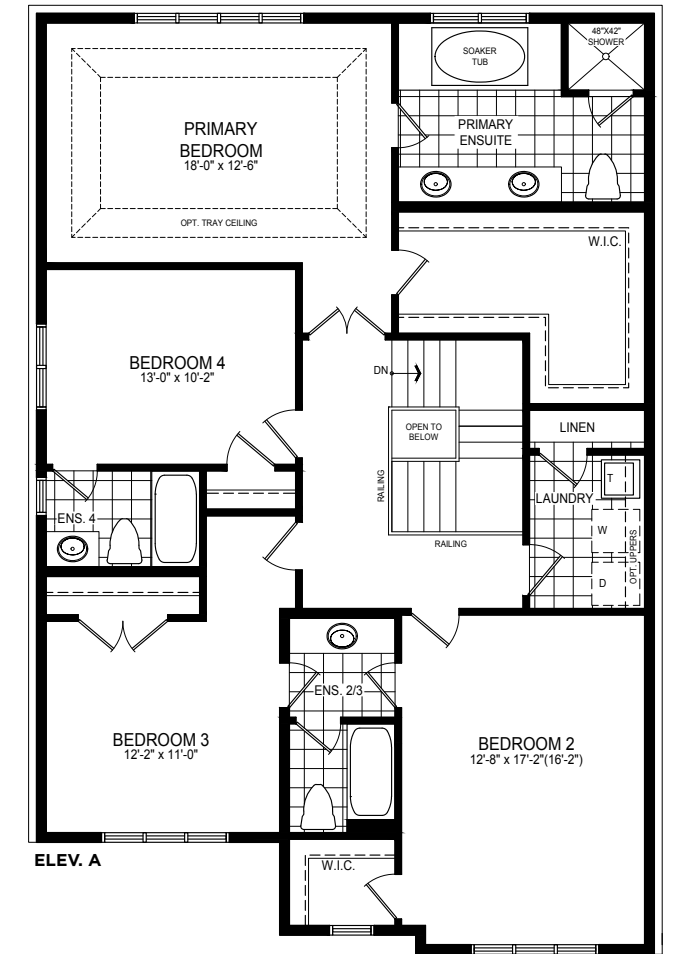 PRIMARY
BEDROOM
18'-0" x 12'-6"
OPT. TRAY CEILING
SOAKER
TUB
48"X42"
SHOWER
PRIMARY
ENSUITE
W.I.C.
BEDROOM 4
13'-0" x 10'-2"
DN
OPEN TO
BELOW
RAILING
RAILING
LINEN
LAUNDRY
T
W
D
OPT. UPPERS
ENS. 4
ENS. 2/3
BEDROOM 3
12'-2" x 11'-0"
BEDROOM 2
12'-8" x 17'-2"(16'-2")
W.I.C.
ELEV. A